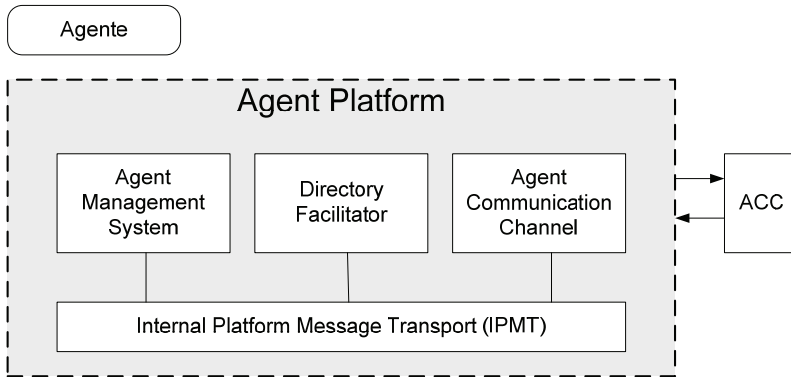 Agente
Agent Platform
Agent
Management
System
Directory
Facilitator
Agent
Communication
Channel
ACC
Internal Platform Message Transport (IPMT)